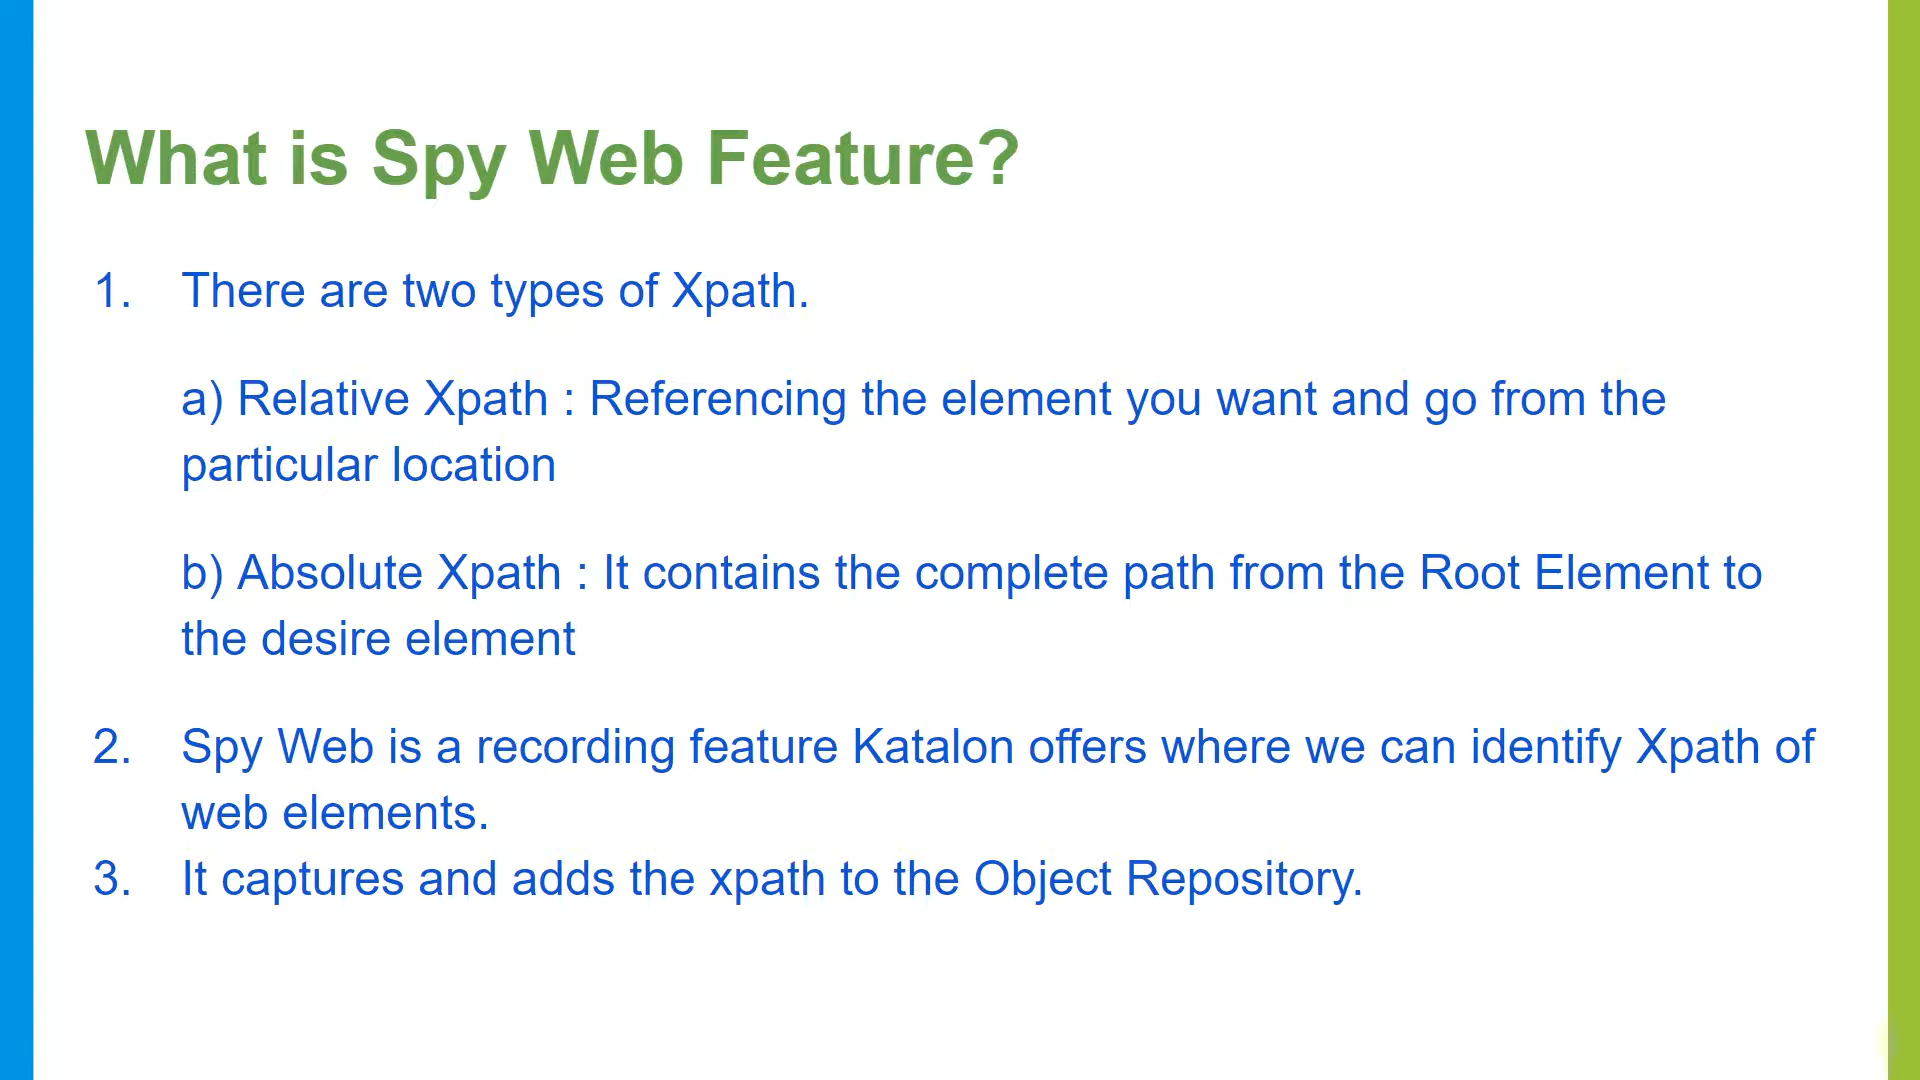 What is Spy Web Feature?
1. There are two types of Xpath.
a) Relative Xpath : Referencing the element you want and go from the
particular location
b) Absolute Xpath : It contains the complete path from the Root Element to
the desire element
2. Spy Web is a recording feature Katalon offers where we can identify Xpath of
web elements.
3. It captures and adds the xpath to the Object Repository.